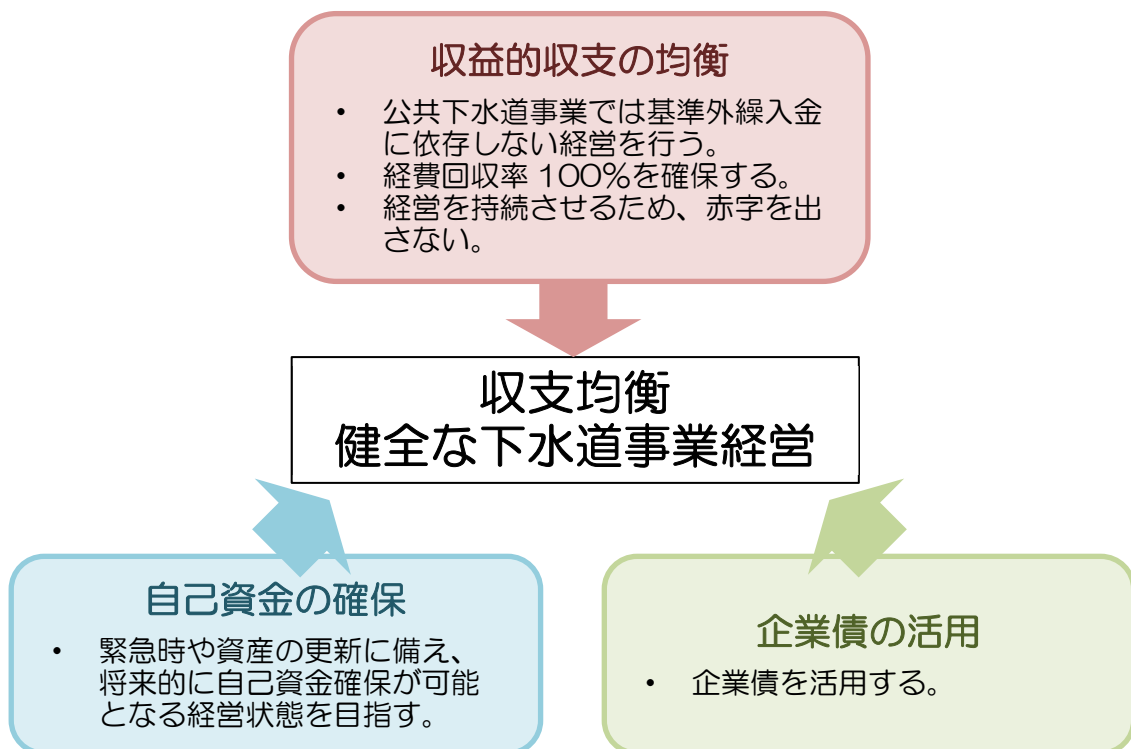 収益的収支の均衡
• 公共下水道事業では基準外繰入金
に依存しない経営を行う。
• 経費回収率 100%を確保する。
• 経営を持続させるため、赤字を出
さない。
収支均衡
健全な下水道事業経営
自己資金の確保
• 緊急時や資産の更新に備え、
将来的に自己資金確保が可能
となる経営状態を目指す。
企業債の活用
• 企業債を活用する。